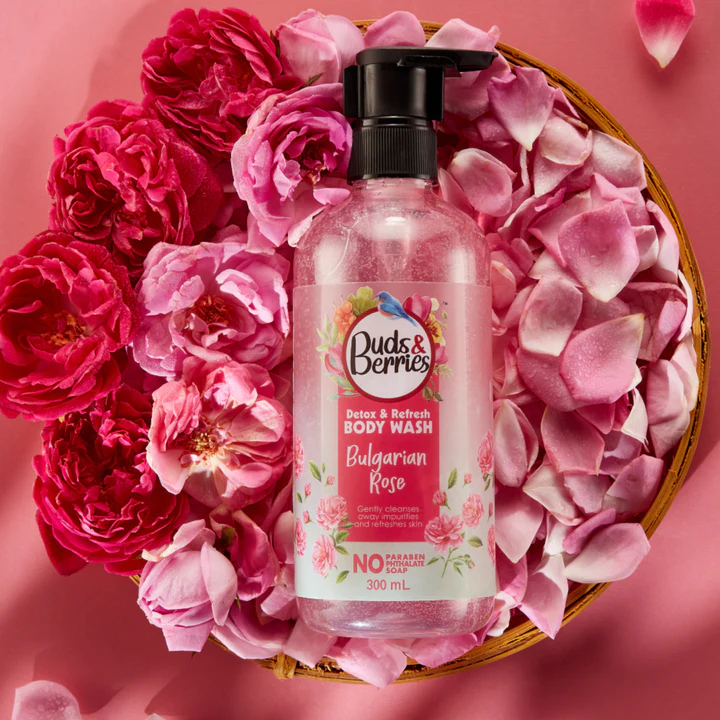 Buds&
Berries
Detox & Refresh
BODY WASH
Bulgarian
Rose
Gently cleanses
away impurities
and refreshes skin
NO PARABEN
PHTHALATE
SOAP
300 mL